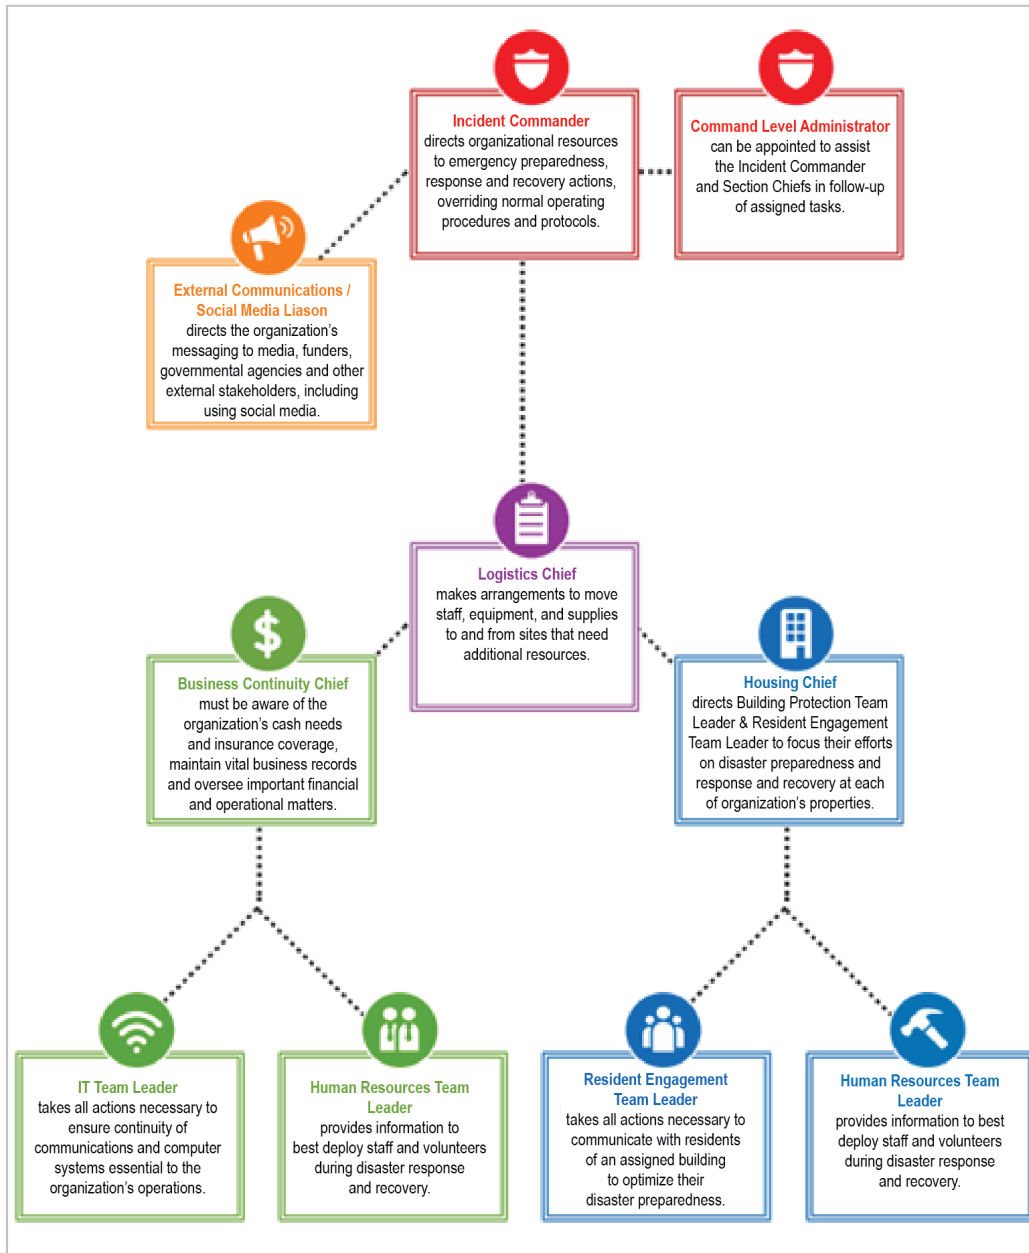 Incident Commander
directs organizational resources
to emergency preparedness,
response and recovery actions,
overriding normal operating
procedures and protocols.
Command Level Administrator
can be appointed to assist
the Incident Commander
and Section Chiefs in follow-up
of assigned tasks.
External Communications /
Social Media Liason
directs the organization’s
messaging to media, funders,
governmental agencies and other
external stakeholders, including
using social media.
Logistics Chief
makes arrangements to move
staff, equipment, and supplies
to and from sites that need
additional resources.
$
Business Continuity Chief
must be aware of the
organization’s cash needs
and insurance coverage,
maintain vital business records
and oversee important financial
and operational matters.
Housing Chief
directs Building Protection Team
Leader & Resident Engagement
Team Leader to focus their efforts
on disaster preparedness and
response and recovery at each
of organization’s properties.
IT Team Leader
takes all actions necessary to
ensure continuity of
communications and computer
systems essential to the
organization’s operations.
Human Resources Team
Leader
provides information to
best deploy staff and volunteers
during disaster response
and recovery.
Resident Engagement
Team Leader
takes all actions necessary to
communicate with residents
of an assigned building
to optimize their
disaster preparedness.
Human Resources Team
Leader
provides information to best
deploy staff and volunteers
during disaster response
and recovery.